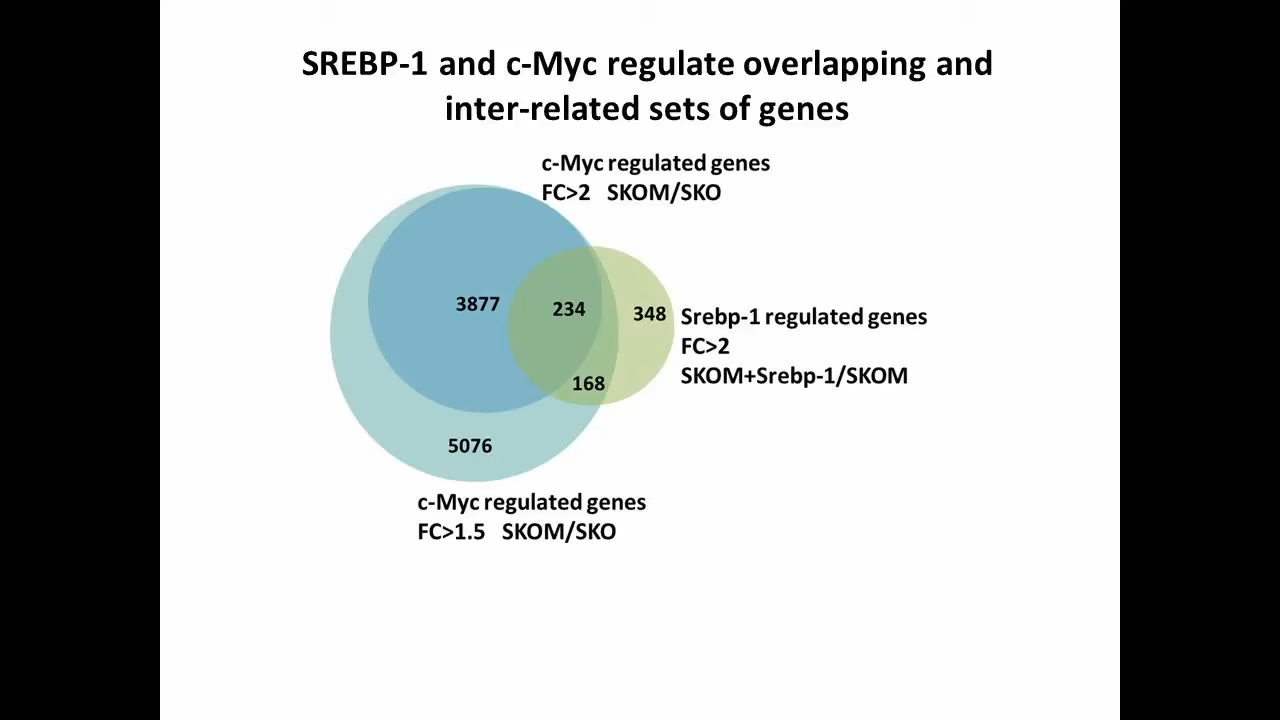 SREBP-1 and c-Myc regulate overlapping and
inter-related sets of genes
c-Myc regulated genes
FC>2 SKOM/SKO
3877
234
348
Srebp-1 regulated genes
FC>2
SKOM+Srebp-1/SKOM
168
5076
c-Myc regulated genes
FC>1.5 SKOM/SKO